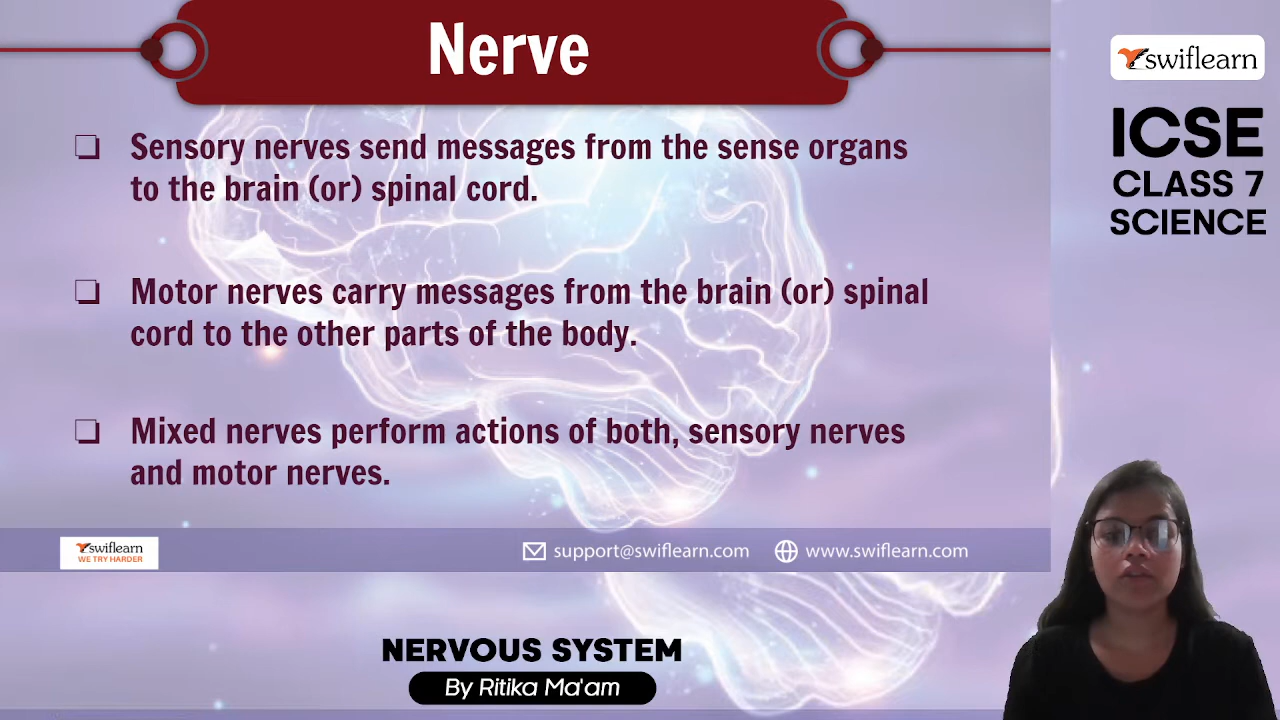 Nerve
❏ Sensory nerves send messages from the sense organs
to the brain (or) spinal cord.
❏ Motor nerves carry messages from the brain (or) spinal
cord to the other parts of the body.
❏ Mixed nerves perform actions of both, sensory nerves
and motor nerves.
swiflearn
WE TRY HARDER
support@swiflearn.com
www.swiflearn.com
NERVOUS SYSTEM
By Ritika Ma'am
swiflearn
ICSE
CLASS 7
SCIENCE